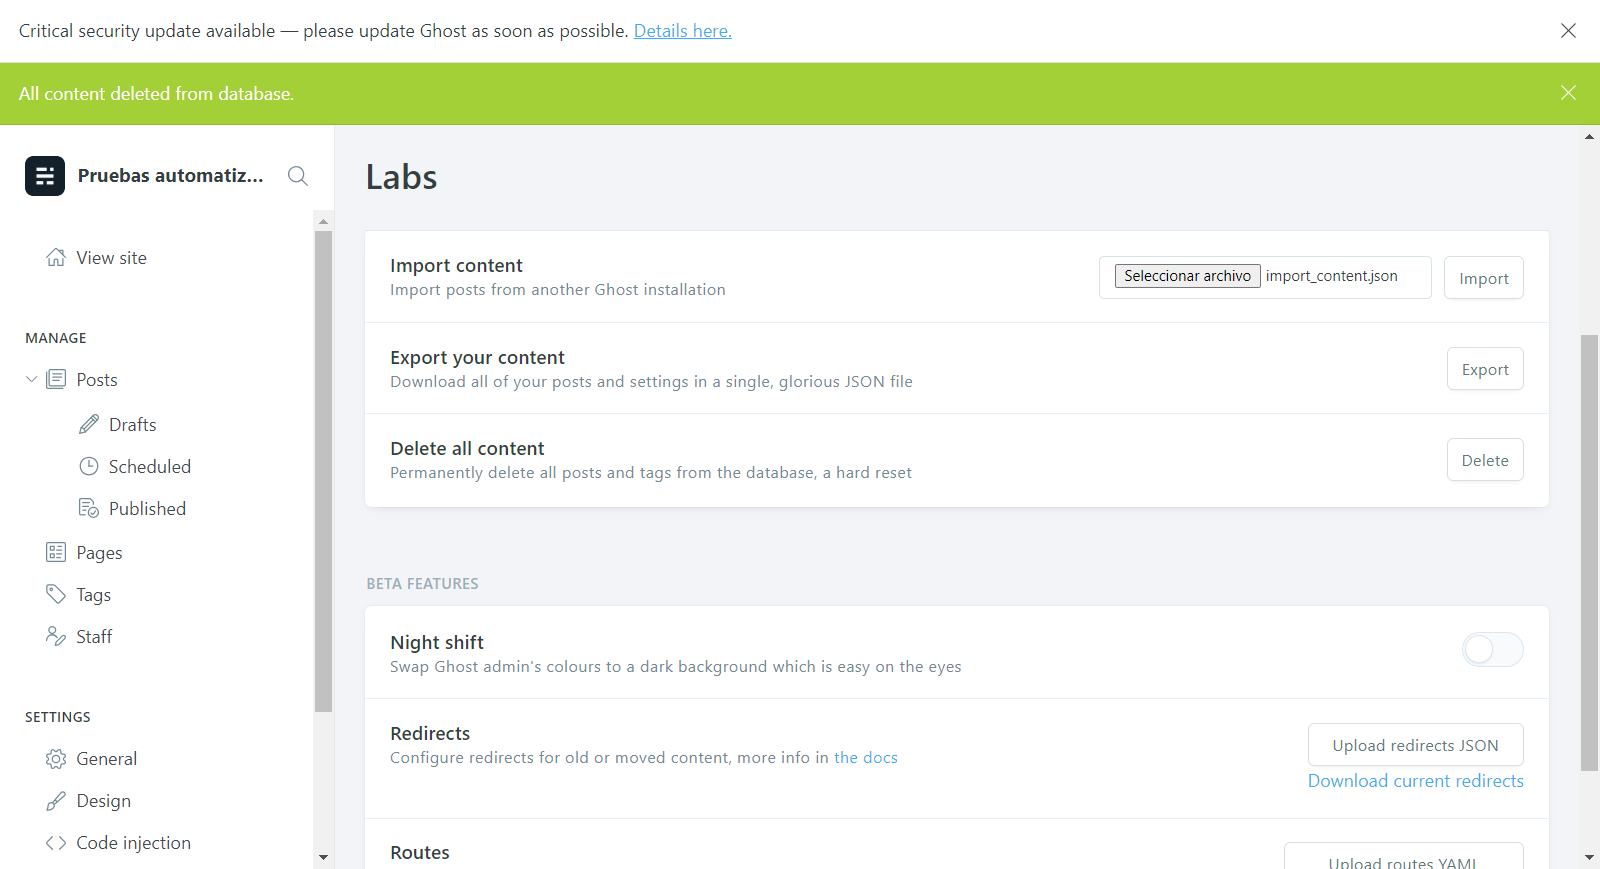 Critical security update available — please update Ghost as soon as possible. Details here.
All content deleted from database.
Pruebas automatiz...
View site
MANAGE
Posts
Drafts
Scheduled
Published
Pages
Tags
Staff
SETTINGS
General
Design
Code injection
Labs
Import content
Import posts from another Ghost installation
Seleccionar archivo import_content.json
Import
Export your content
Download all of your posts and settings in a single, glorious JSON file
Export
Delete all content
Permanently delete all posts and tags from the database, a hard reset
Delete
BETA FEATURES
Night shift
Swap Ghost admin's colours to a dark background which is easy on the eyes
Redirects
Configure redirects for old or moved content, more info in the docs
Upload redirects JSON
Download current redirects
Routes
Upload routes YAML